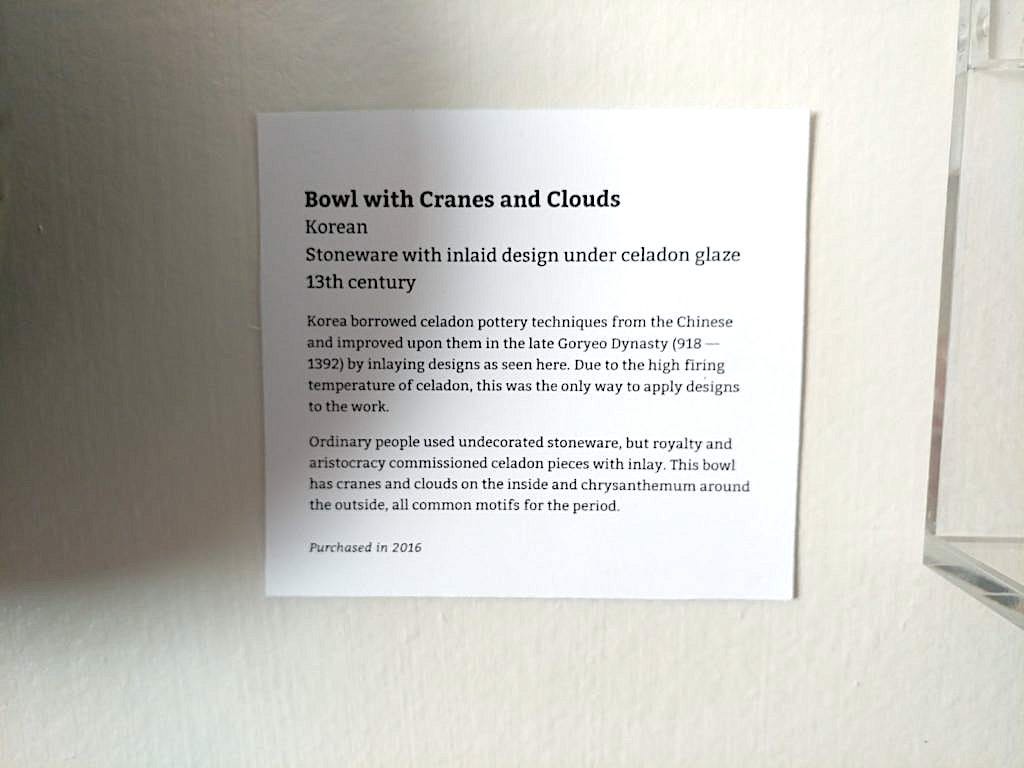 Bowl with Cranes and Clouds
Korean
Stoneware with inlaid design under celadon glaze
13th century
Korea borrowed celadon pottery techniques from the Chinese
and improved upon them in the late Goryeo Dynasty (918 —
1392) by inlaying designs as seen here. Due to the high firing
temperature of celadon, this was the only way to apply designs
to the work.
Ordinary people used undecorated stoneware, but royalty and
aristocracy commissioned celadon pieces with inlay. This bowl
has cranes and clouds on the inside and chrysanthemum around
the outside, all common motifs for the period.
Purchased in 2016